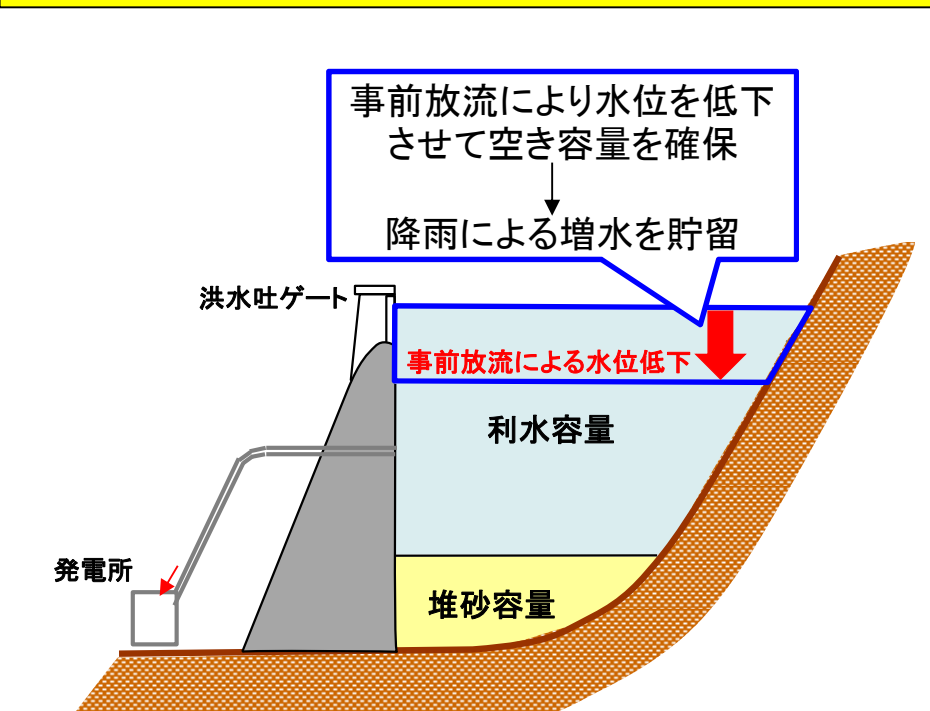 事前放流により水位を低下
させて空き容量を確保
降雨による増水を貯留
洪水吐ゲート
事前放流による水位低下
利水容量
発電所
堆砂容量